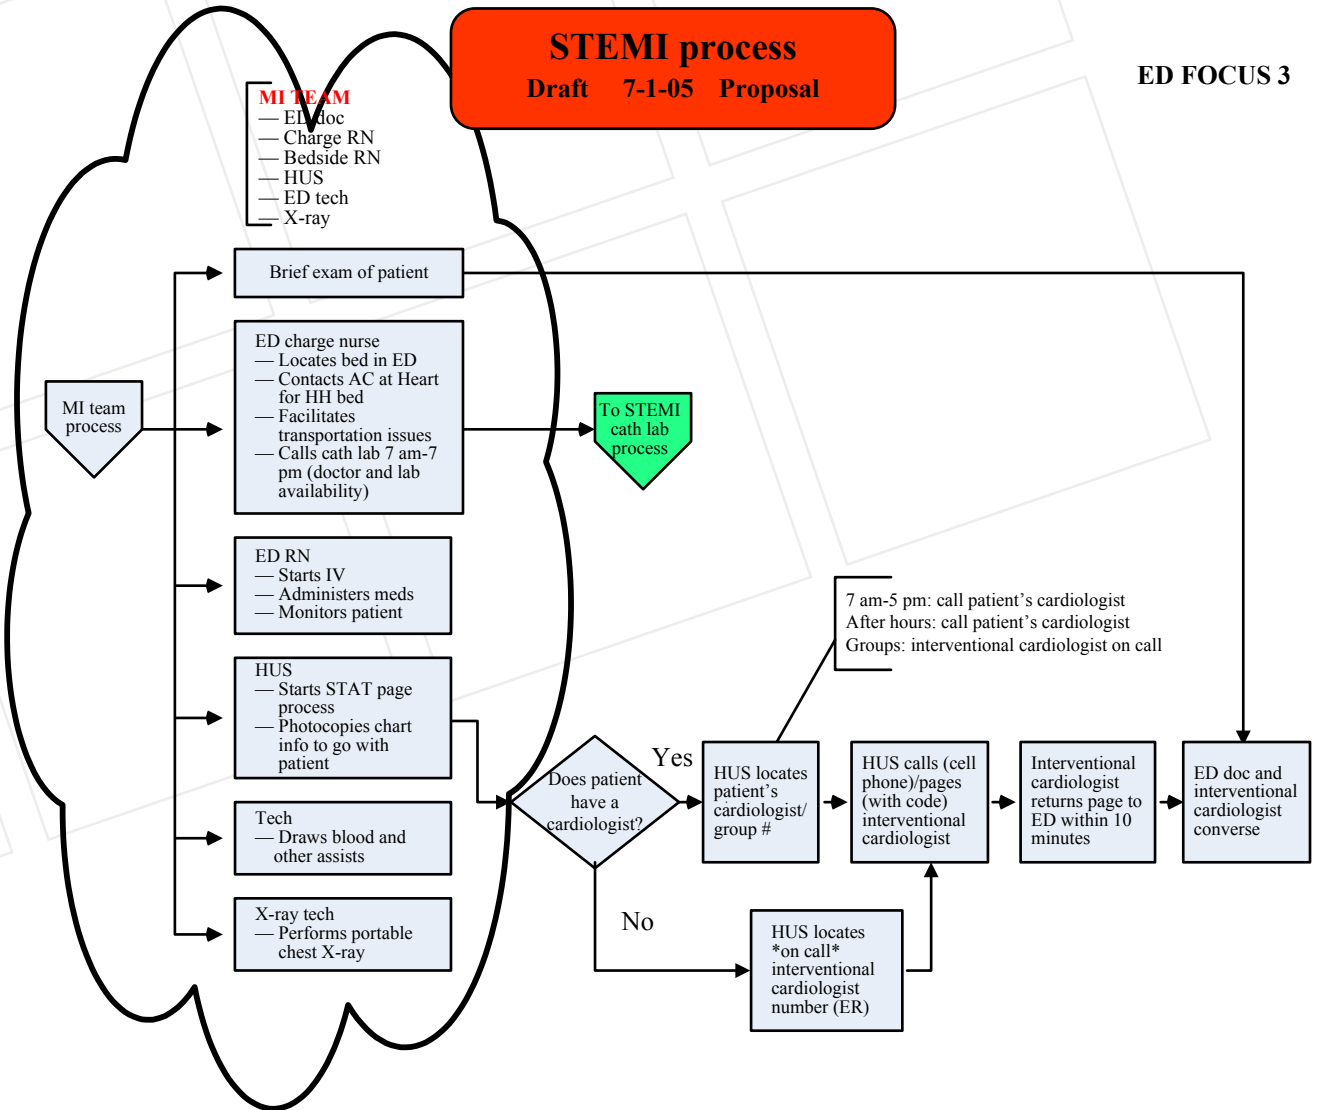 STEMI process
Draft 7-1-05 Proposal
ED FOCUS 3
MI TEAM
— ED doc
— Charge RN
— Bedside RN
— HUS
— ED tech
— X-ray
Brief exam of patient
ED charge nurse
— Locates bed in ED
— Contacts AC at Heart
for HH bed
— Facilitates
transportation issues
— Calls cath lab 7 am-7
pm (doctor and lab
availability)
MI team
process
To STEMI
cath lab
process
ED RN
— Starts IV
— Administers meds
— Monitors patient
7 am-5 pm: call patient’s cardiologist
After hours: call patient’s cardiologist
Groups: interventional cardiologist on call
HUS
— Starts STAT page
process
— Photocopies chart
info to go with
patient
Does patient
have a
cardiologist?
Yes
HUS locates
patient’s
cardiologist/
group #
HUS calls (cell
phone)/pages
(with code)
interventional
cardiologist
Interventional
cardiologist
returns page to
ED within 10
minutes
ED doc and
interventional
cardiologist
converse
Tech
— Draws blood and
other assists
X-ray tech
— Performs portable
chest X-ray
No
HUS locates
*on call*
interventional
cardiologist
number (ER)